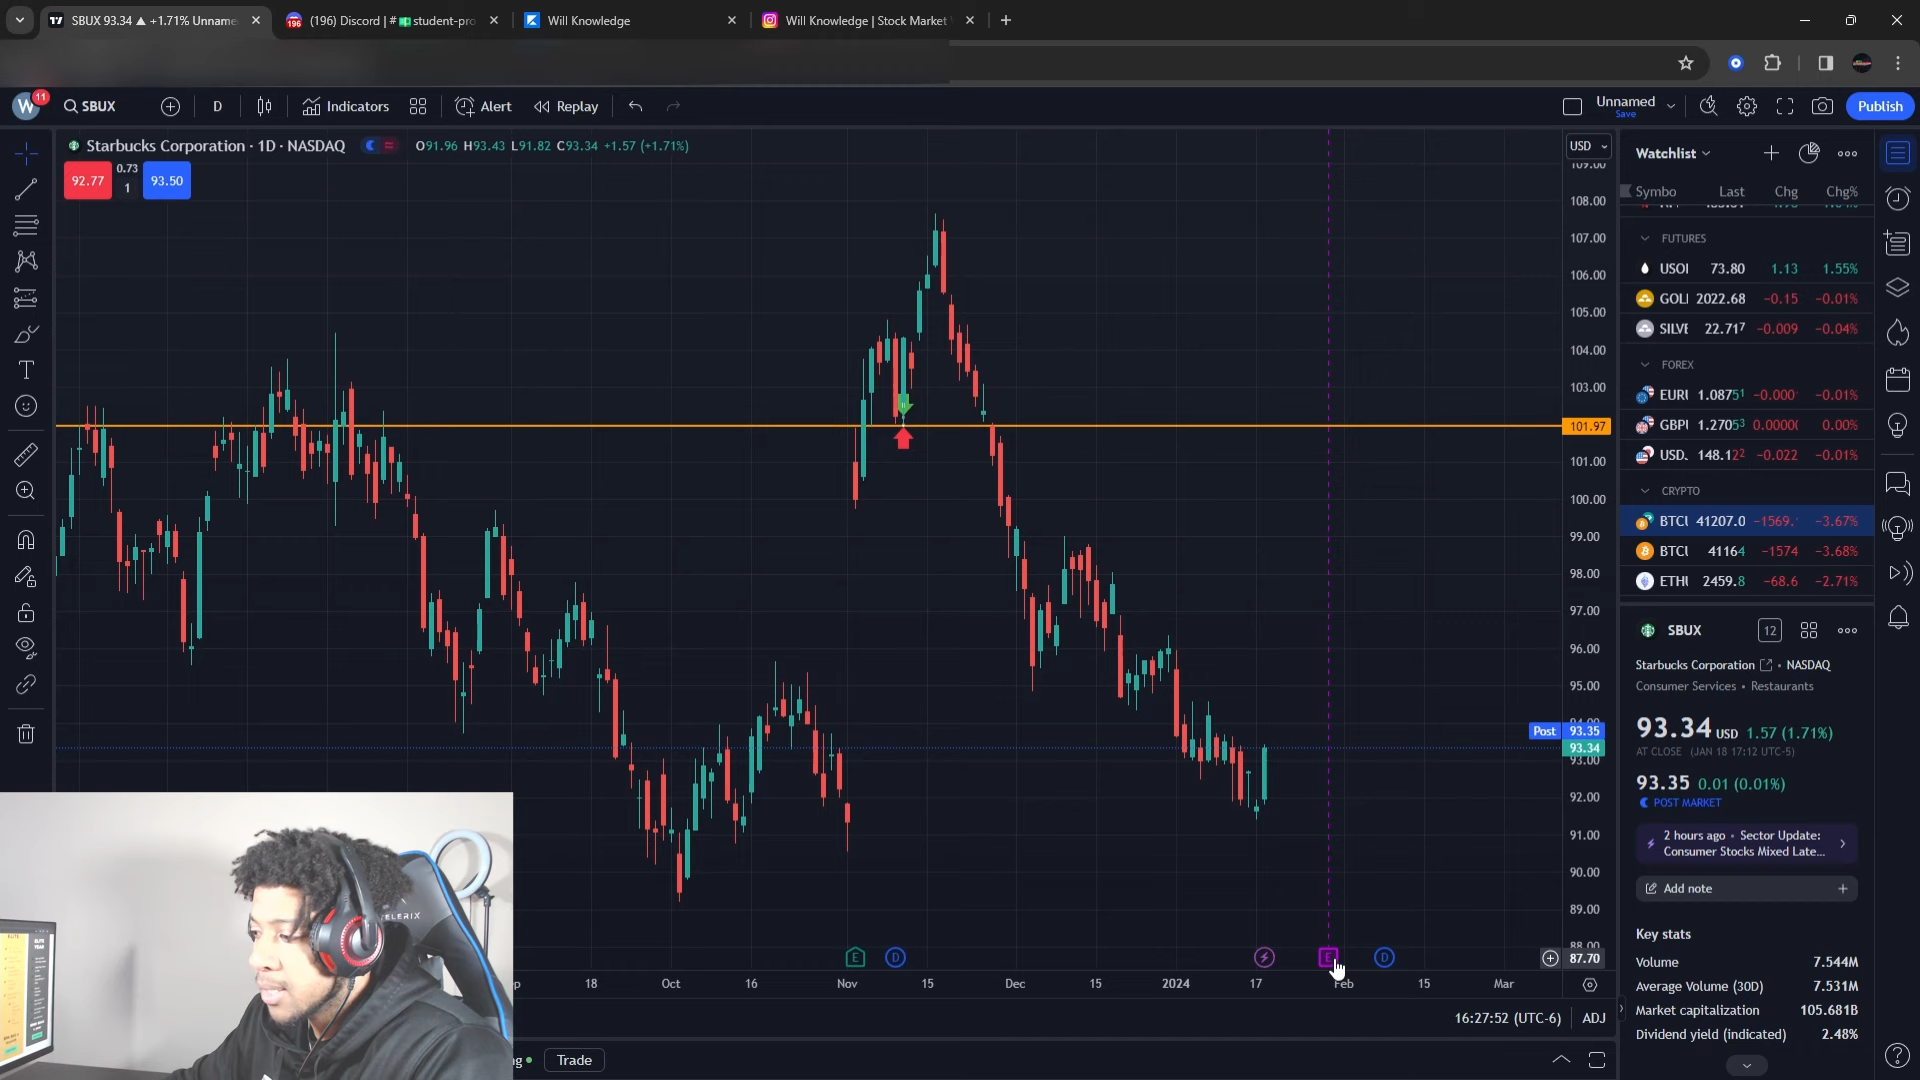 SBUX 93.34 ▲ +1.71% Unname
(196) Discord | # student-pro
Will Knowledge
Will Knowledge | Stock Market
W 11
SBUX
D
Indicators
Alert
Replay
Unnamed
Save
Publish
Starbucks Corporation · 1D · NASDAQ
O91.96 H93.43 L91.82 C93.34 +1.57 (+1.71%)
92.77
0.73
1
93.50
USD
109.00
108.00
107.00
106.00
105.00
104.00
103.00
101.97
101.00
100.00
99.00
98.00
97.00
96.00
95.00
94.00
Post 93.35
93.34
93.00
92.00
91.00
90.00
89.00
88.00
87.70
E
D
E
D
18
Oct
16
Nov
15
Dec
15
2024
17
Feb
15
Mar
16:27:52 (UTC-6)
ADJ
Trade
Watchlist
Symbo Last Chg Chg%
FUTURES
USOI 73.80 1.13 1.55%
GOLI 2022.68 −0.15 −0.01%
SILVE 22.717 −0.009 −0.04%
FOREX
EURI 1.08751 −0.000 −0.01%
GBPI 1.27053 0.0000 0.00%
USD. 148.122 −0.022 −0.01%
CRYPTO
BTCI 41207.0 −1569. −3.67%
BTCI 41164 −1574 −3.68%
ETHI 2459.8 −68.6 −2.71%
SBUX
12
Starbucks Corporation • NASDAQ
Consumer Services • Restaurants
93.34 USD 1.57 (1.71%)
AT CLOSE (JAN 18 17:12 UTC-5)
93.35 0.01 (0.01%)
POST MARKET
2 hours ago • Sector Update:
Consumer Stocks Mixed Late...
Add note
Key stats
Volume 7.544M
Average Volume (30D) 7.531M
Market capitalization 105.681B
Dividend yield (indicated) 2.48%